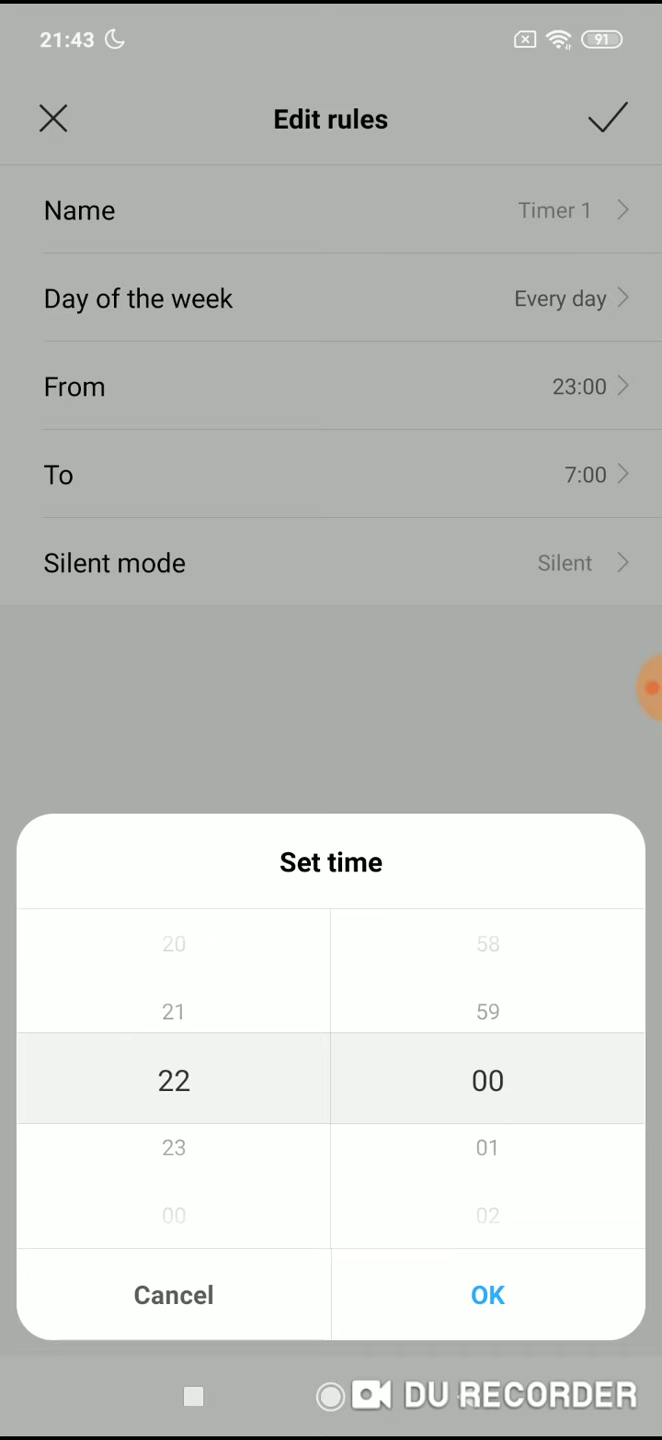 21:43
91
Edit rules
Name Timer 1
Day of the week Every day
From 23:00
To 7:00
Silent mode Silent
Set time
20 58
21 59
22 00
23 01
00 02
Cancel OK
DU RECORDER